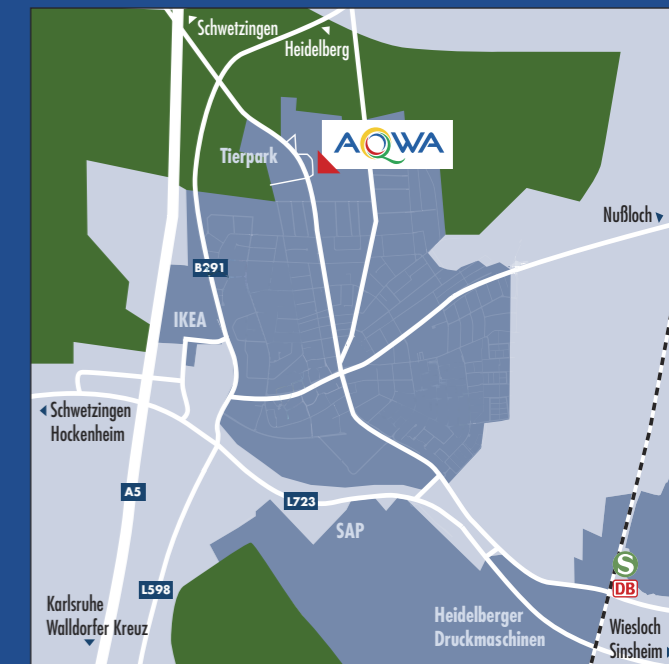 Schwetzingen
Heidelberg
AQWA
Tierpark
Nußloch
B291
IKEA
Schwetzingen
Hockenheim
A5
L723
SAP
S
DB
L598
Karlsruhe
Walldorfer Kreuz
Heidelberger
Druckmaschinen
Wiesloch
Sinsheim